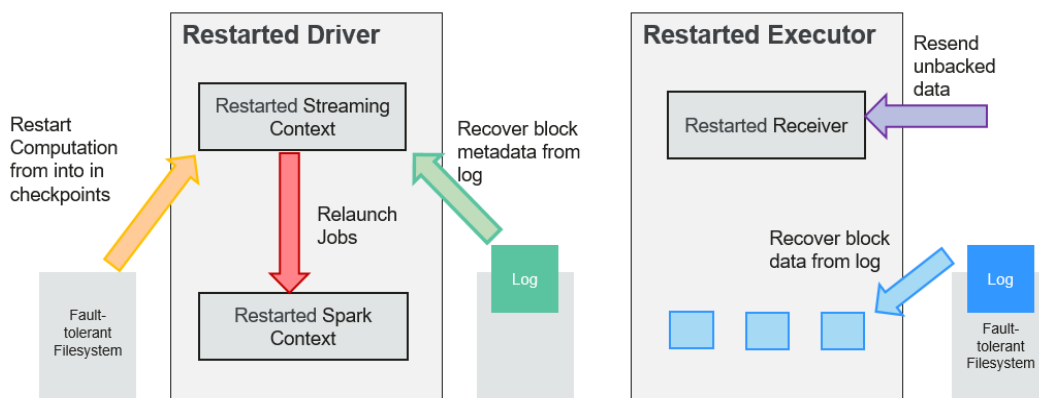 Restarted Driver
Restarted Streaming
Context
Restart
Computation
from into in
checkpoints
Recover block
metadata from
log
Relaunch
Jobs
Log
Fault-
tolerant
Filesystem
Restarted Spark
Context
Restarted Executor
Resend
unbacked
data
Restarted Receiver
Recover block
data from log
Log
Fault-
tolerant
Filesystem